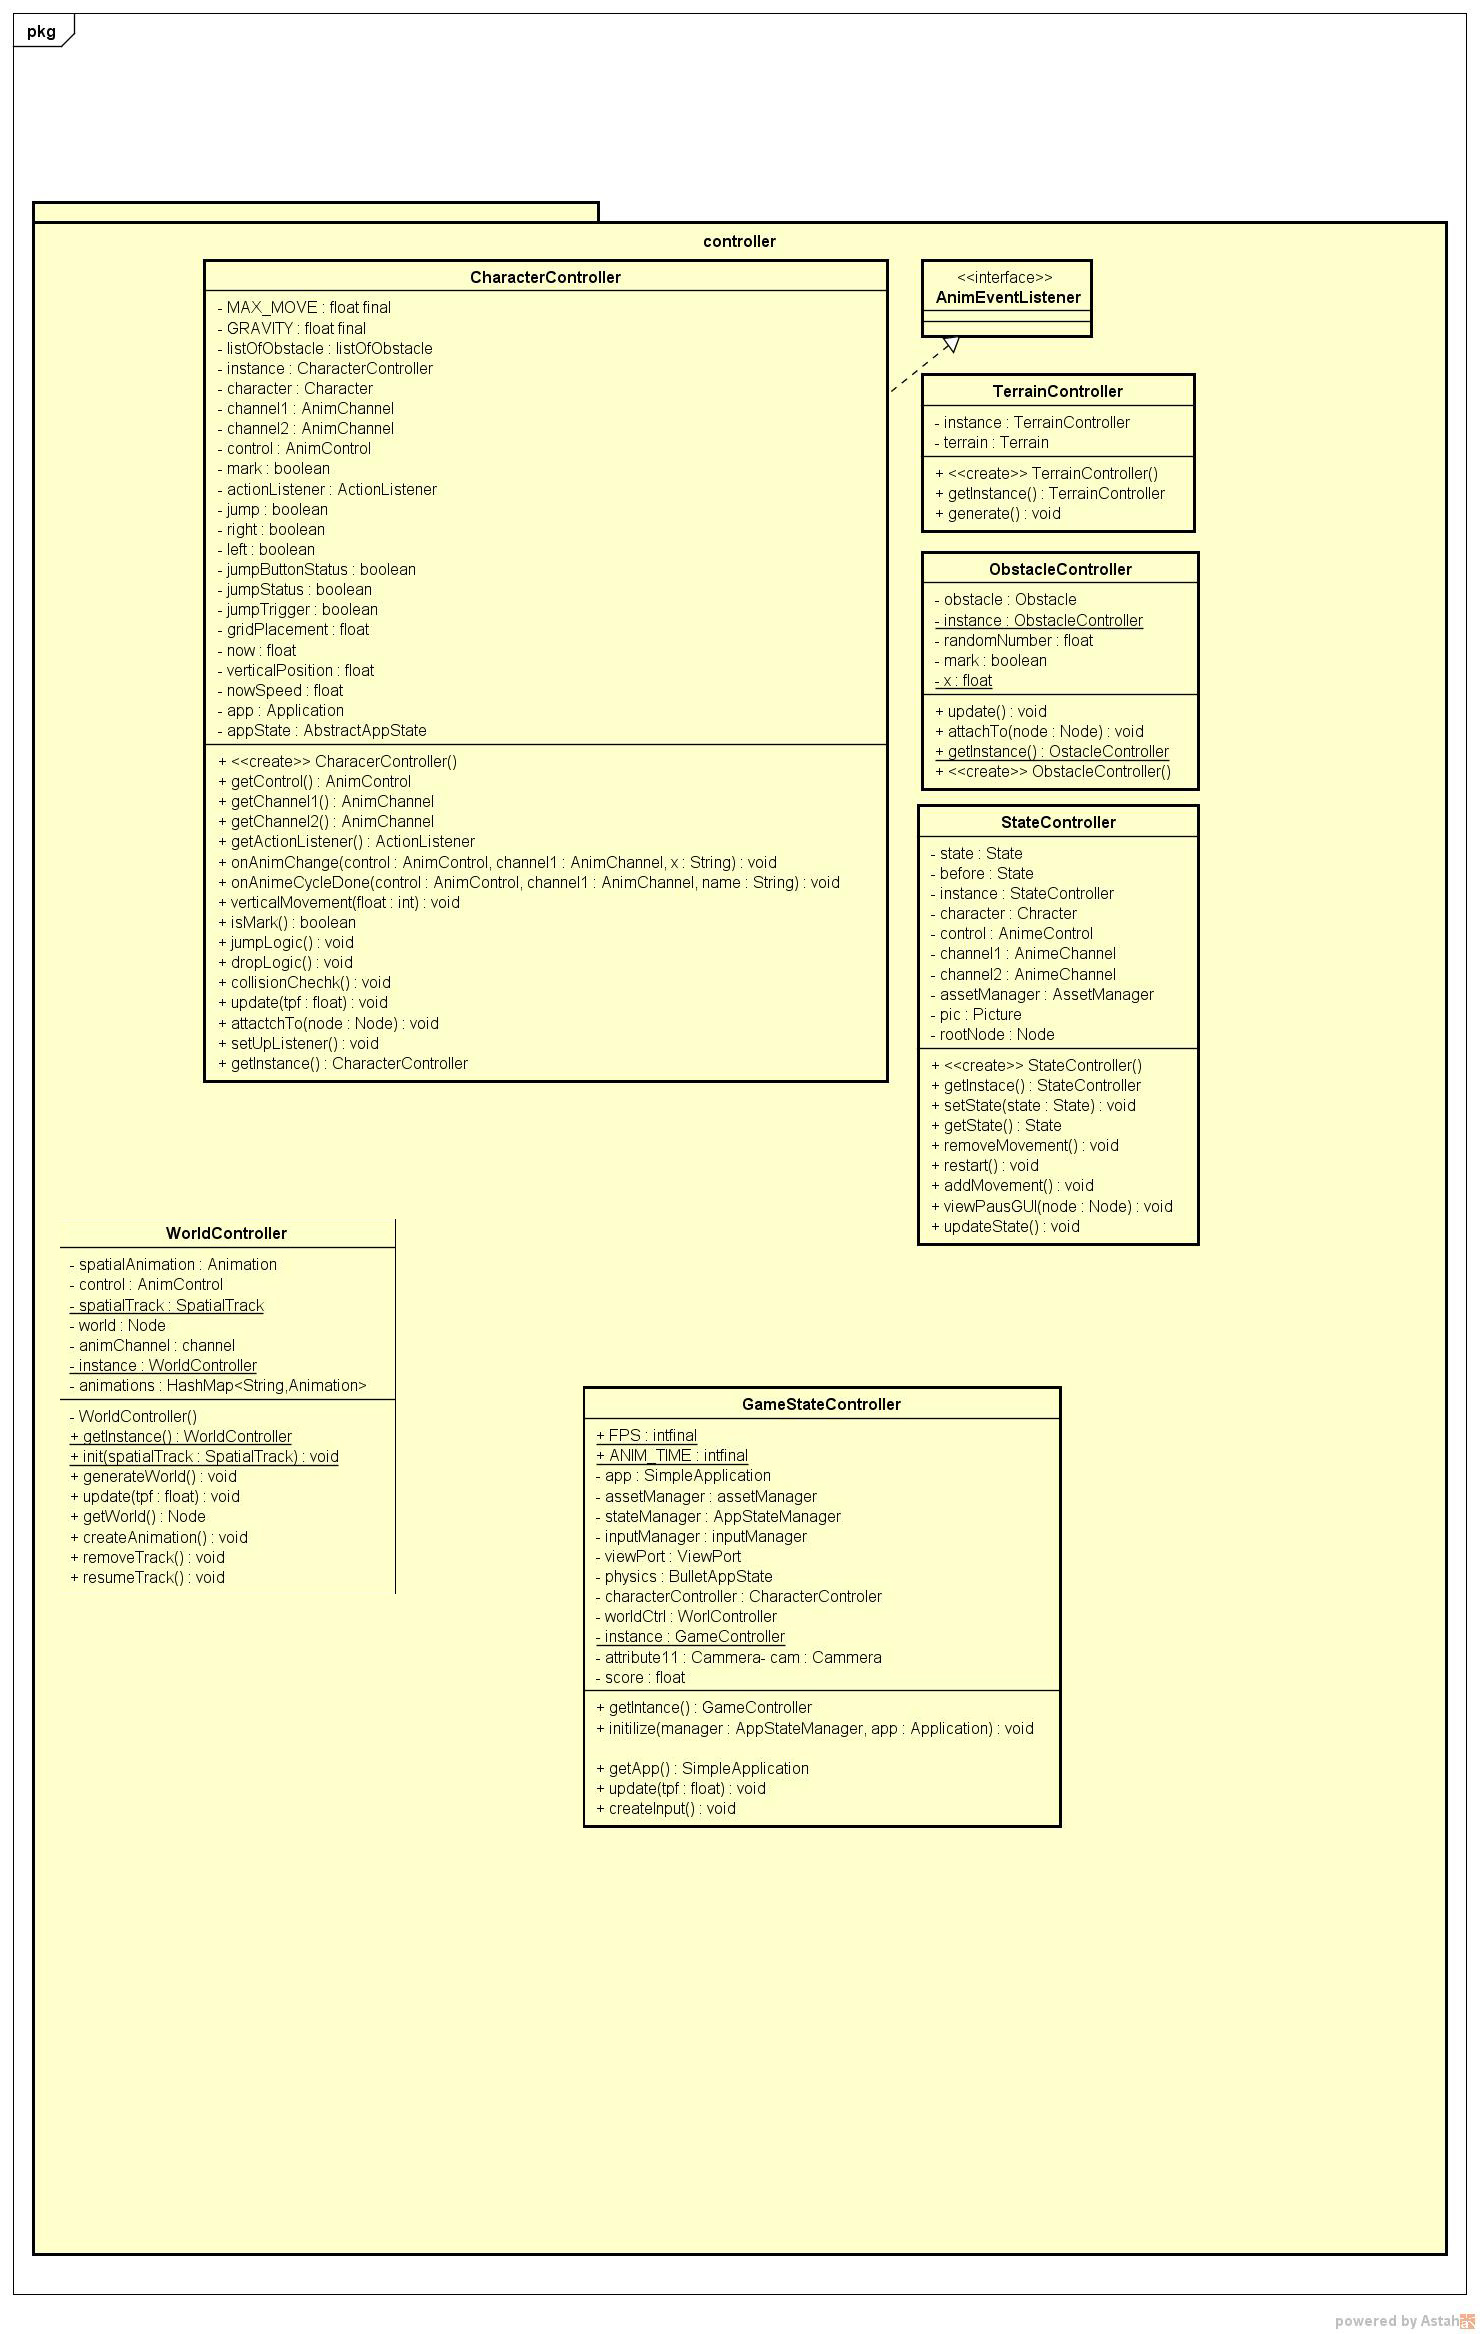 pkg
controller
CharacterController
- MAX_MOVE : float final
- GRAVITY : float final
- listOfObstacle : listOfObstacle
- instance : CharacterController
- character : Character
- channel1 : AnimChannel
- channel2 : AnimChannel
- control : AnimControl
- mark : boolean
- actionListener : ActionListener
- jump : boolean
- right : boolean
- left : boolean
- jumpButtonStatus : boolean
- jumpStatus : boolean
- jumpTrigger : boolean
- gridPlacement : float
- now : float
- verticalPosition : float
- nowSpeed : float
- app : Application
- appState : AbstractAppState
+ <<create>> CharacerController()
+ getControl() : AnimControl
+ getChannel1() : AnimChannel
+ getChannel2() : AnimChannel
+ getActionListener() : ActionListener
+ onAnimChange(control : AnimControl, channel1 : AnimChannel, x : String) : void
+ onAnimeCycleDone(control : AnimControl, channel1 : AnimChannel, name : String) : void
+ verticalMovement(float : int) : void
+ isMark() : boolean
+ jumpLogic() : void
+ dropLogic() : void
+ collisionChechk() : void
+ update(tpf : float) : void
+ attactchTo(node : Node) : void
+ setUpListener() : void
+ getInstance() : CharacterController
<<interface>>
AnimEventListener
TerrainController
- instance : TerrainController
- terrain : Terrain
+ <<create>> TerrainController()
+ getInstance() : TerrainController
+ generate() : void
ObstacleController
- obstacle : Obstacle
- instance : ObstacleController
- randomNumber : float
- mark : boolean
- x : float
+ update() : void
+ attachTo(node : Node) : void
+ getInstance() : OstacleController
+ <<create>> ObstacleController()
StateController
- state : State
- before : State
- instance : StateController
- character : Chracter
- control : AnimeControl
- channel1 : AnimeChannel
- channel2 : AnimeChannel
- assetManager : AssetManager
- pic : Picture
- rootNode : Node
+ <<create>> StateController()
+ getInstace() : StateController
+ setState(state : State) : void
+ getState() : State
+ removeMovement() : void
+ restart() : void
+ addMovement() : void
+ viewPausGUI(node : Node) : void
+ updateState() : void
WorldController
- spatialAnimation : Animation
- control : AnimControl
- spatialTrack : SpatialTrack
- world : Node
- animChannel : channel
- instance : WorldController
- animations : HashMap<String,Animation>
- WorldController()
+ getInstance() : WorldController
+ init(spatialTrack : SpatialTrack) : void
+ generateWorld() : void
+ update(tpf : float) : void
+ getWorld() : Node
+ createAnimation() : void
+ removeTrack() : void
+ resumeTrack() : void
GameStateController
+ FPS : intfinal
+ ANIM_TIME : intfinal
- app : SimpleApplication
- assetManager : assetManager
- stateManager : AppStateManager
- inputManager : inputManager
- viewPort : ViewPort
- physics : BulletAppState
- characterController : CharacterControler
- worldCtrl : WorlController
- instance : GameController
- attribute11 : Cammera- cam : Cammera
- score : float
+ getIntance() : GameController
+ initilize(manager : AppStateManager, app : Application) : void
+ getApp() : SimpleApplication
+ update(tpf : float) : void
+ createInput() : void
powered by Astah